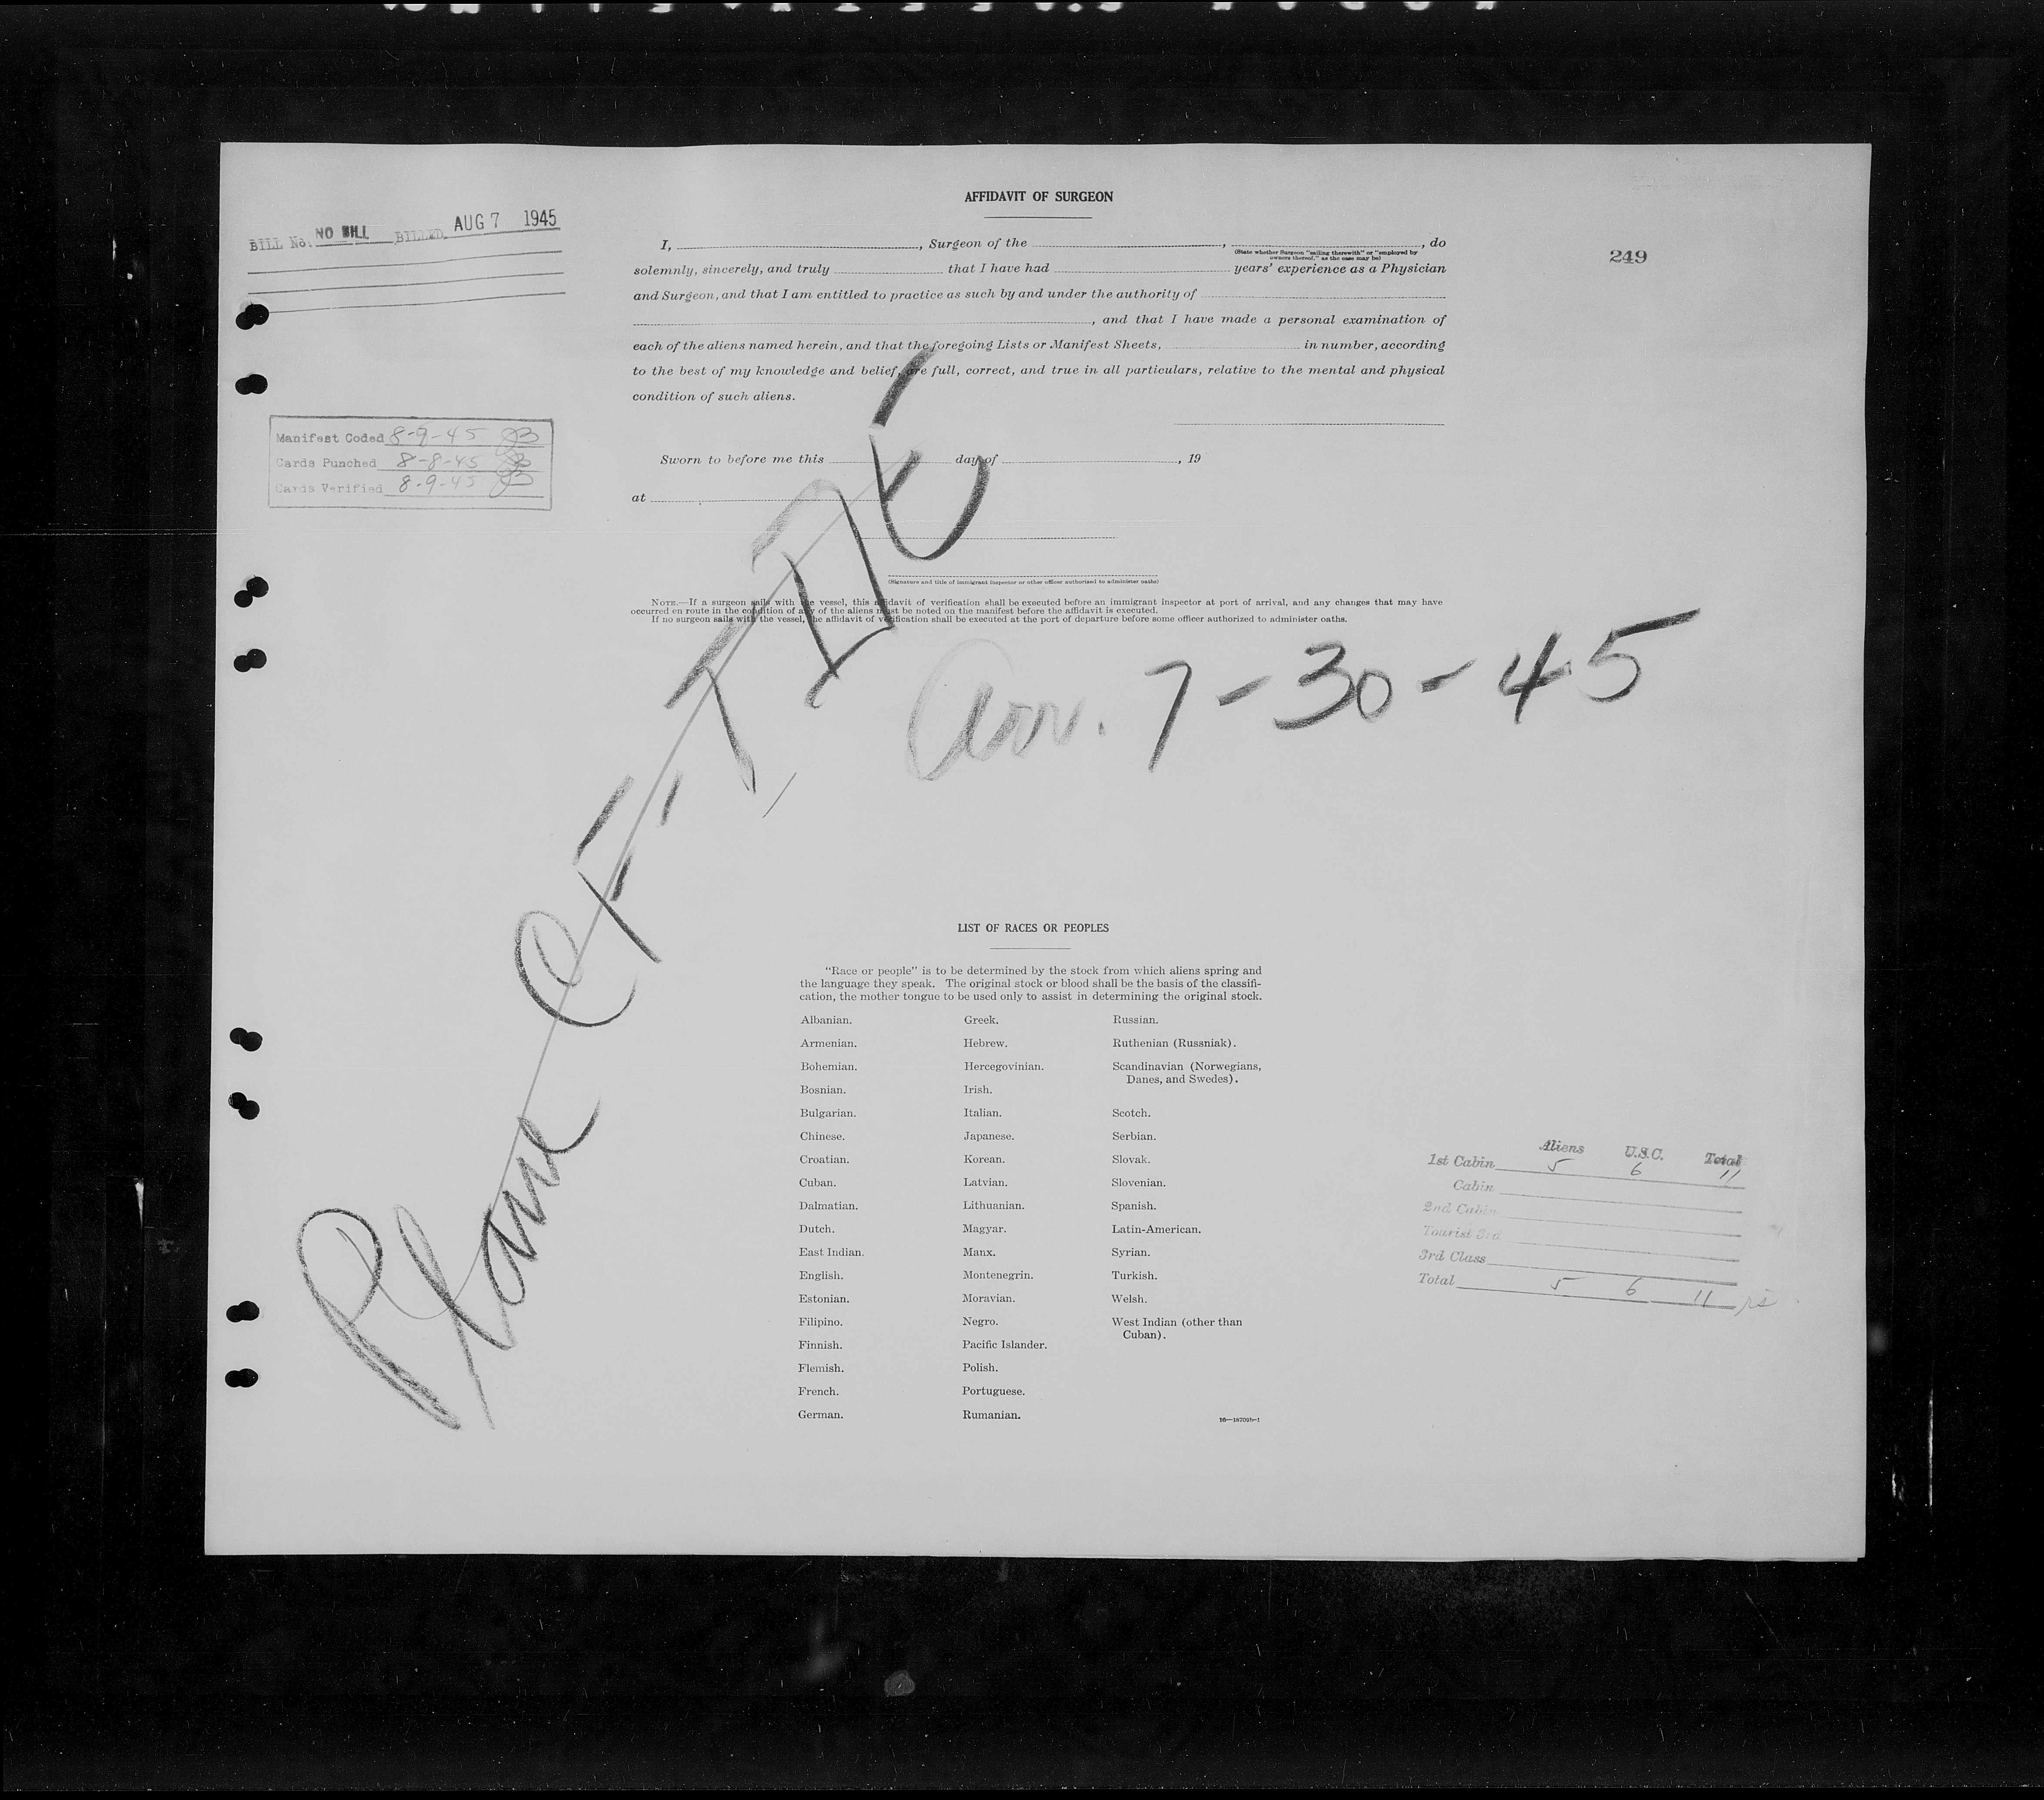 AFFIDAVIT OF SURGEON
BILL No. NO BILL BILLED AUG 7 1945
249
I, , Surgeon of the , , do
(State whether Surgeon "sailing therewith" or "employed by
owners thereof," as the case may be)
solemnly, sincerely, and truly that I have had years' experience as a Physician
and Surgeon, and that I am entitled to practice as such by and under the authority of
, and that I have made a personal examination of
each of the aliens named herein, and that the foregoing Lists or Manifest Sheets, in number, according
to the best of my knowledge and belief, are full, correct, and true in all particulars, relative to the mental and physical
condition of such aliens.
Manifest Coded 8-9-45
Cards Punched 8-8-45
Cards Verified 8-9-45
Sworn to before me this day of , 19
at
(Signature and title of immigrant inspector or other officer authorized to administer oaths)
NOTE.—If a surgeon sails with the vessel, this affidavit of verification shall be executed before an immigrant inspector at port of arrival, and any changes that may have
occurred en route in the condition of any of the aliens must be noted on the manifest before the affidavit is executed.
If no surgeon sails with the vessel, the affidavit of verification shall be executed at the port of departure before some officer authorized to administer oaths.
Plane CF-TDE
Arr. 7-30-45
LIST OF RACES OR PEOPLES
"Race or people" is to be determined by the stock from which aliens spring and
the language they speak. The original stock or blood shall be the basis of the classifi-
cation, the mother tongue to be used only to assist in determining the original stock.
Albanian.
Armenian.
Bohemian.
Bosnian.
Bulgarian.
Chinese.
Croatian.
Cuban.
Dalmatian.
Dutch.
East Indian.
English.
Estonian.
Filipino.
Finnish.
Flemish.
French.
German.
Greek.
Hebrew.
Hercegovinian.
Irish.
Italian.
Japanese.
Korean.
Latvian.
Lithuanian.
Magyar.
Manx.
Montenegrin.
Moravian.
Negro.
Pacific Islander.
Polish.
Portuguese.
Rumanian.
Russian.
Ruthenian (Russniak).
Scandinavian (Norwegians,
Danes, and Swedes).
Scotch.
Serbian.
Slovak.
Slovenian.
Spanish.
Latin-American.
Syrian.
Turkish.
Welsh.
West Indian (other than
Cuban).
Aliens U.S.C. Total
1st Cabin 5 6 11
Cabin
2nd Cabin
Tourist 3rd
3rd Class
Total 5 6 11